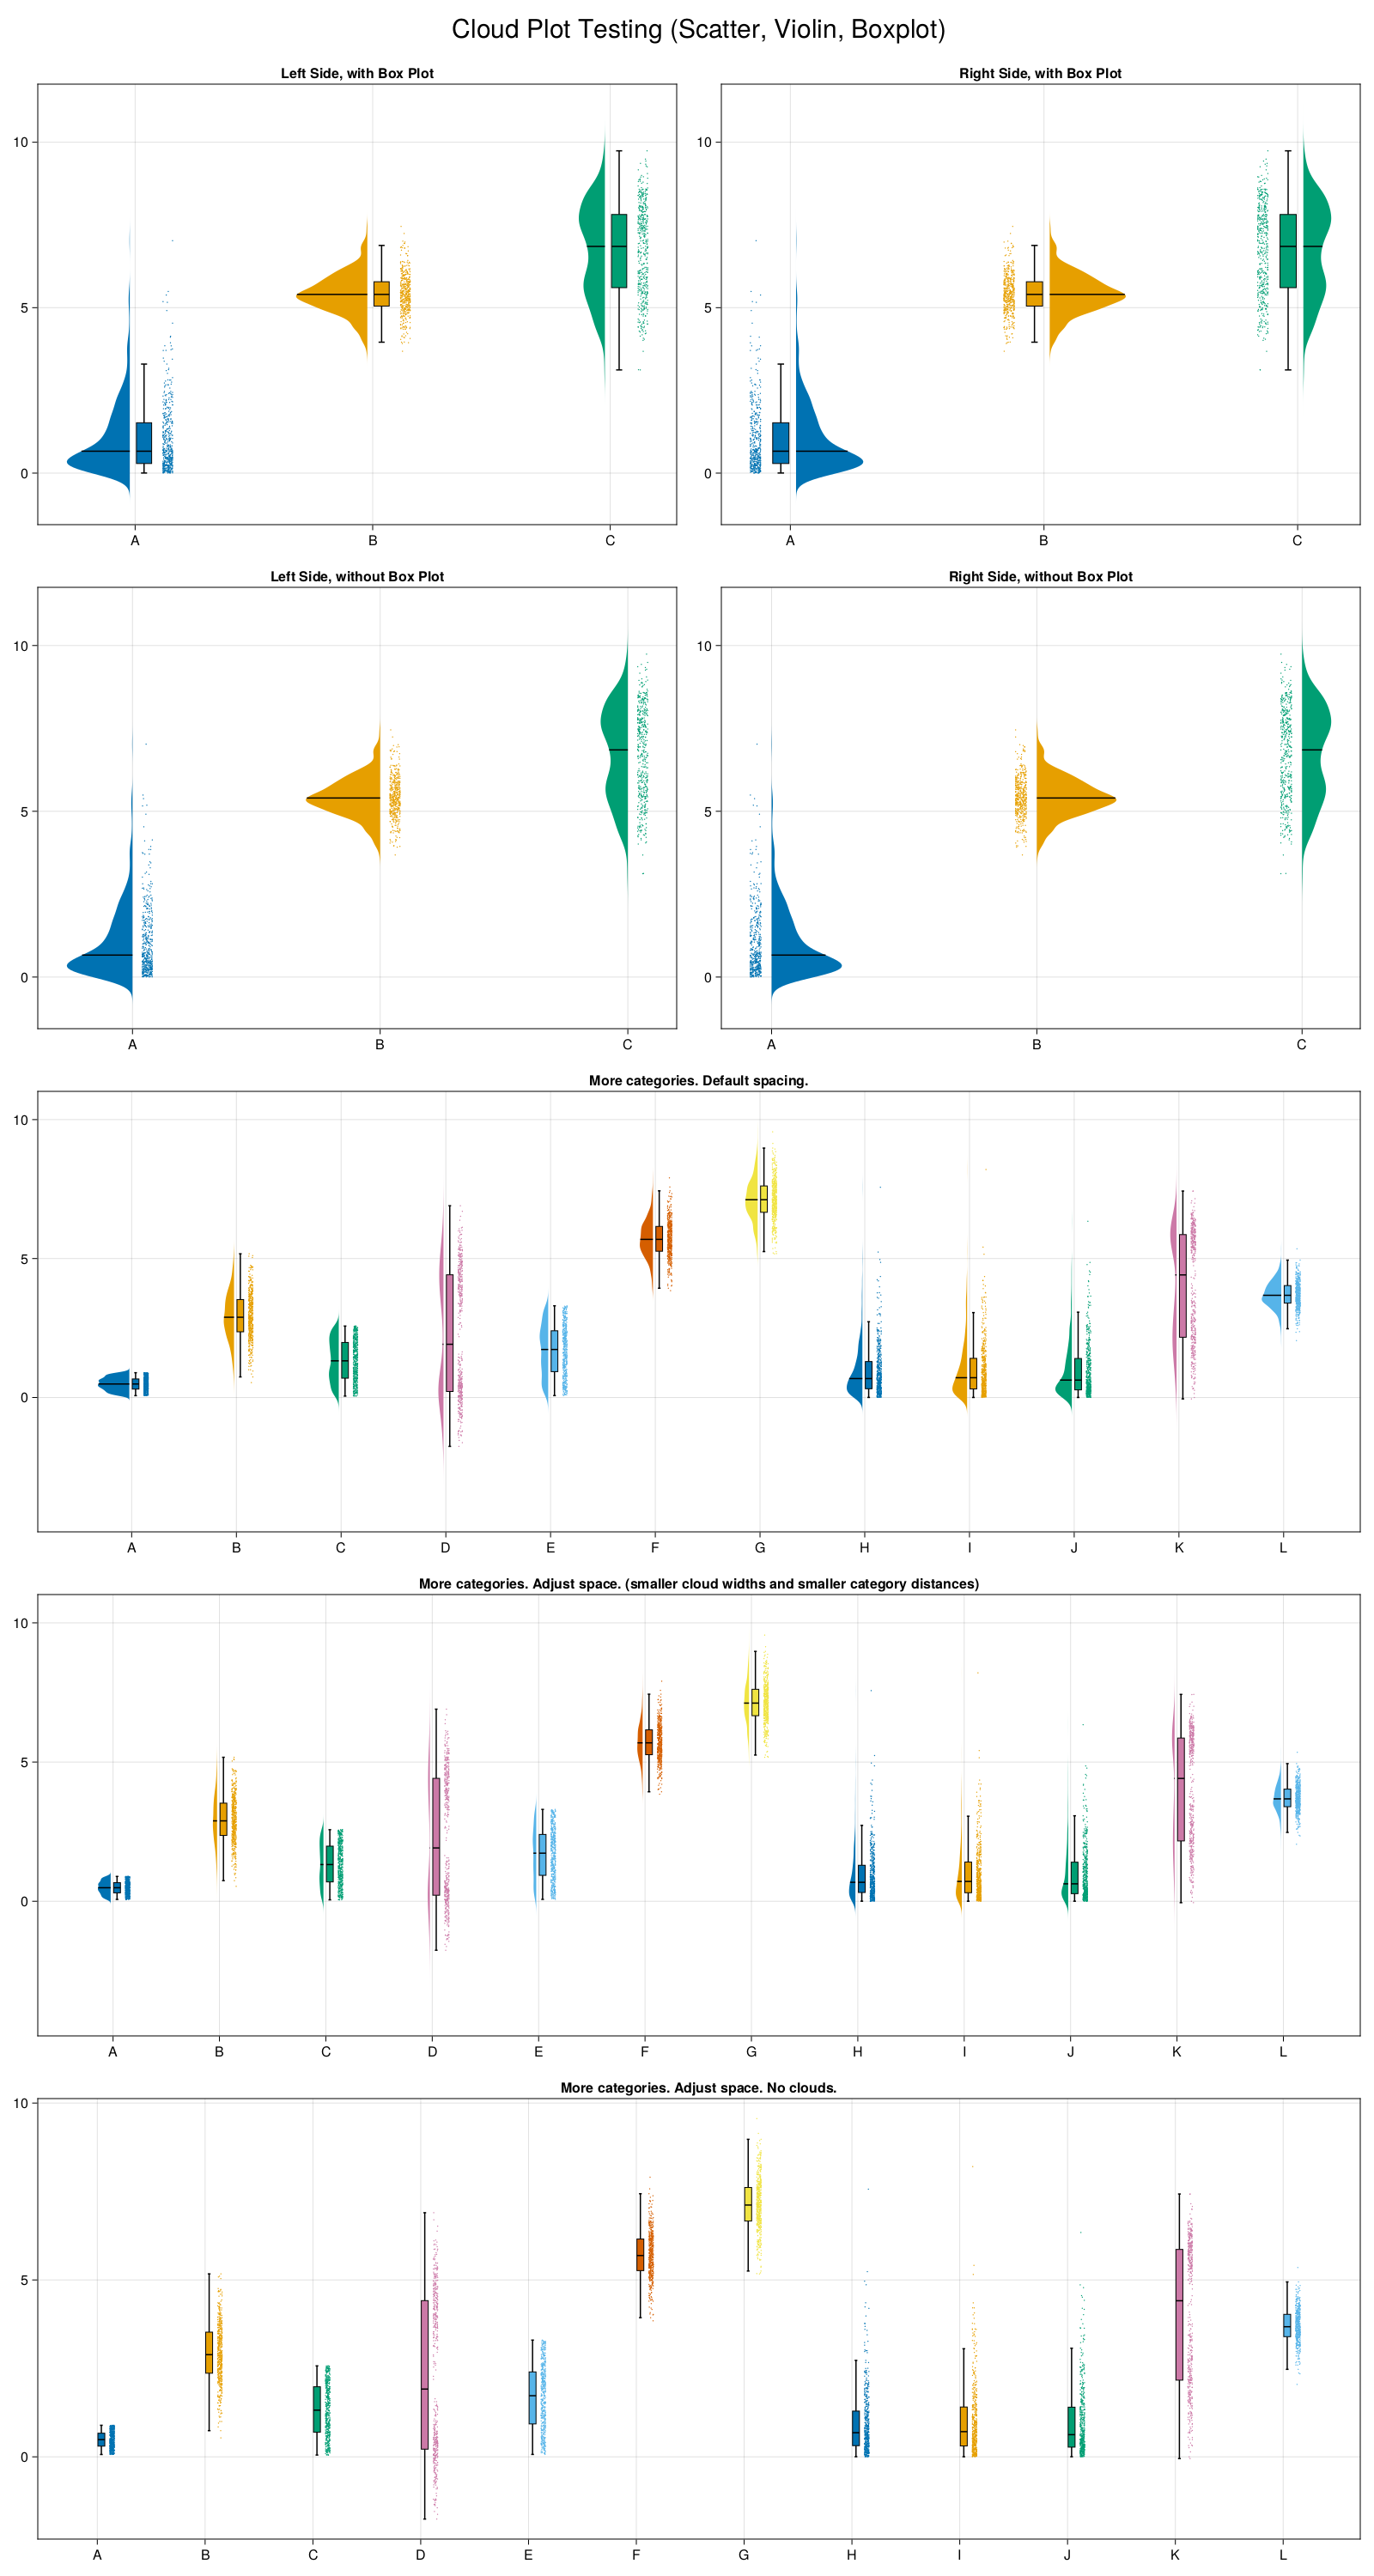 Cloud Plot Testing (Scatter, Violin, Boxplot)
Left Side, with Box Plot
10
5
0
A B C
Right Side, with Box Plot
10
5
0
A B C
Left Side, without Box Plot
10
5
0
A B C
Right Side, without Box Plot
10
5
0
A B C
More categories. Default spacing.
10
5
0
A B C D E F G H I J K L
More categories. Adjust space. (smaller cloud widths and smaller category distances)
10
5
0
A B C D E F G H I J K L
More categories. Adjust space. No clouds.
10
5
0
A B C D E F G H I J K L